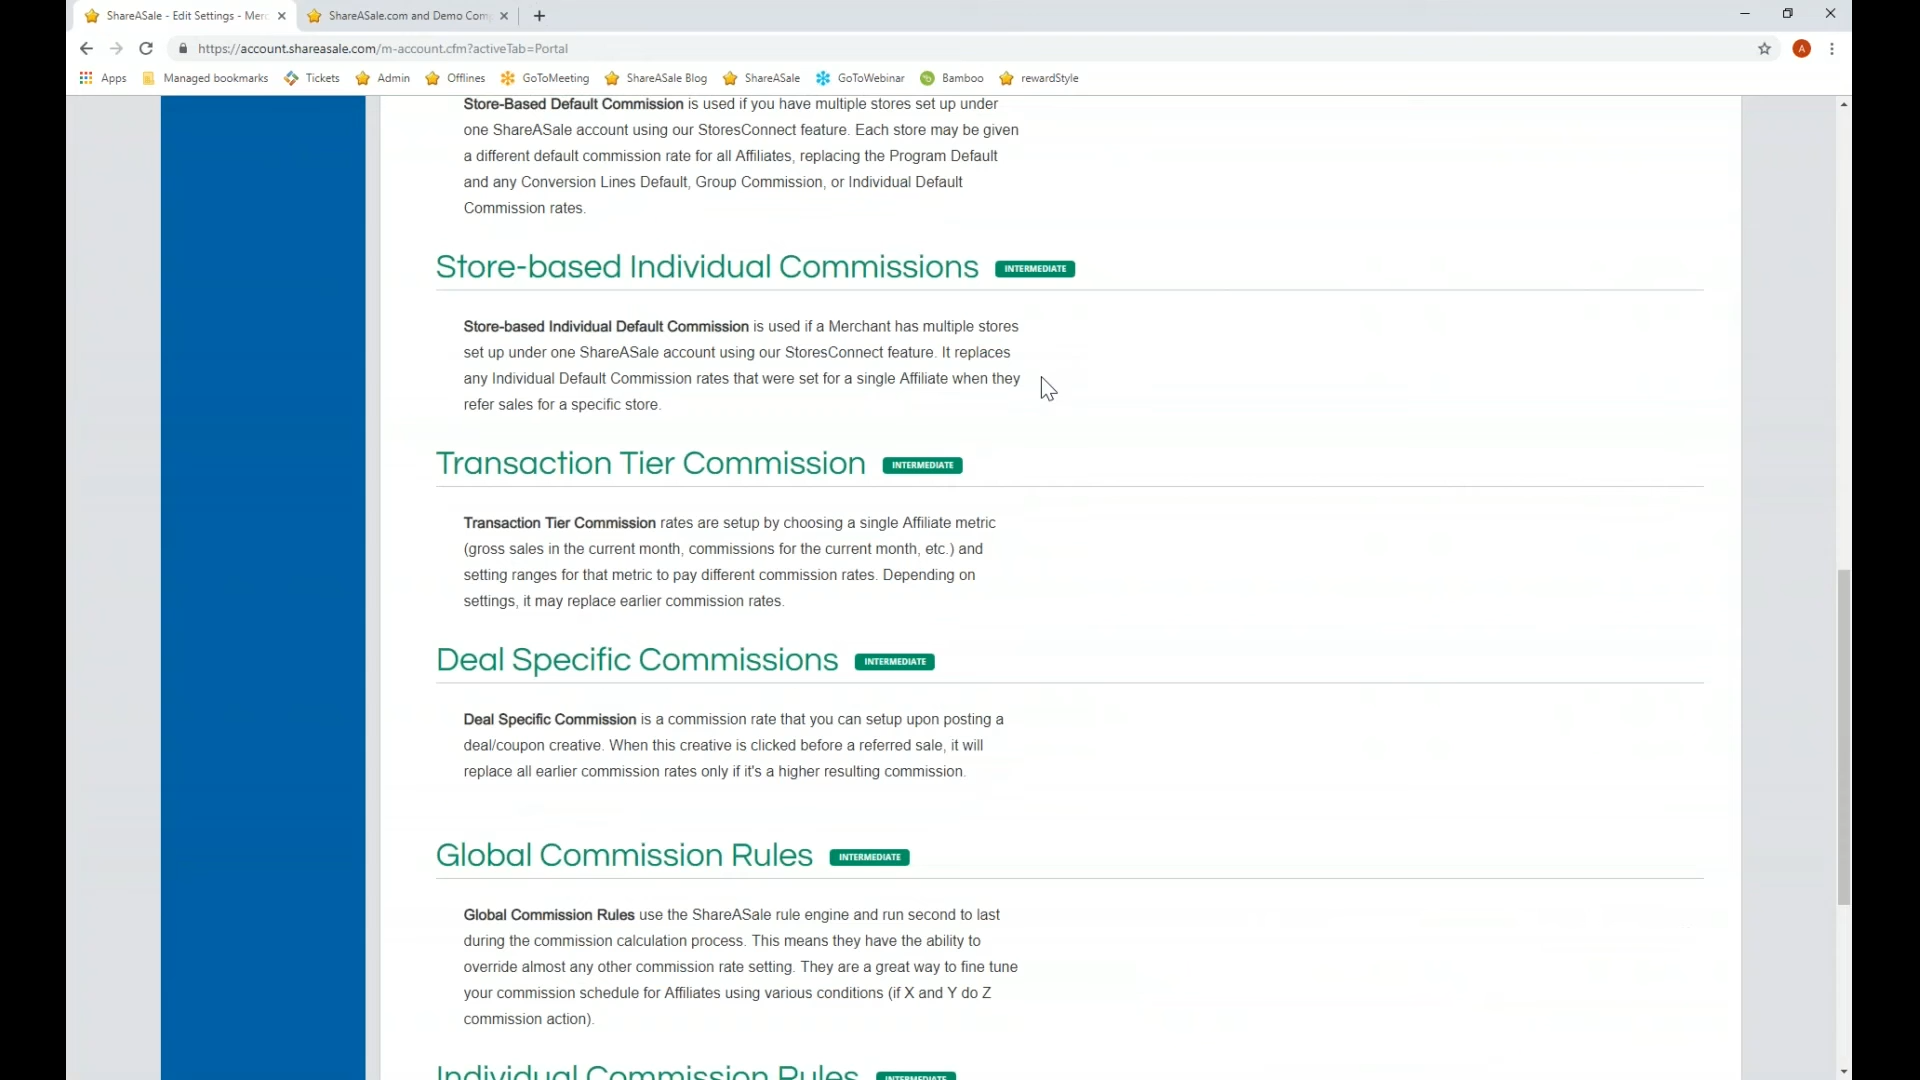 ShareASale - Edit Settings - Merc
ShareASale.com and Demo Com
https://account.shareasale.com/m-account.cfm?activeTab=Portal
A
Apps
Managed bookmarks
Tickets
Admin
Offlines
GoToMeeting
ShareASale Blog
ShareASale
GoToWebinar
Bamboo
rewardStyle
Store-Based Default Commission is used if you have multiple stores set up under
one ShareASale account using our StoresConnect feature. Each store may be given
a different default commission rate for all Affiliates, replacing the Program Default
and any Conversion Lines Default, Group Commission, or Individual Default
Commission rates.
Store-based Individual Commissions INTERMEDIATE
Store-based Individual Default Commission is used if a Merchant has multiple stores
set up under one ShareASale account using our StoresConnect feature. It replaces
any Individual Default Commission rates that were set for a single Affiliate when they
refer sales for a specific store.
Transaction Tier Commission INTERMEDIATE
Transaction Tier Commission rates are setup by choosing a single Affiliate metric
(gross sales in the current month, commissions for the current month, etc.) and
setting ranges for that metric to pay different commission rates. Depending on
settings, it may replace earlier commission rates.
Deal Specific Commissions INTERMEDIATE
Deal Specific Commission is a commission rate that you can setup upon posting a
deal/coupon creative. When this creative is clicked before a referred sale, it will
replace all earlier commission rates only if it's a higher resulting commission.
Global Commission Rules INTERMEDIATE
Global Commission Rules use the ShareASale rule engine and run second to last
during the commission calculation process. This means they have the ability to
override almost any other commission rate setting. They are a great way to fine tune
your commission schedule for Affiliates using various conditions (if X and Y do Z
commission action).
Individual Commission Rules INTERMEDIATE